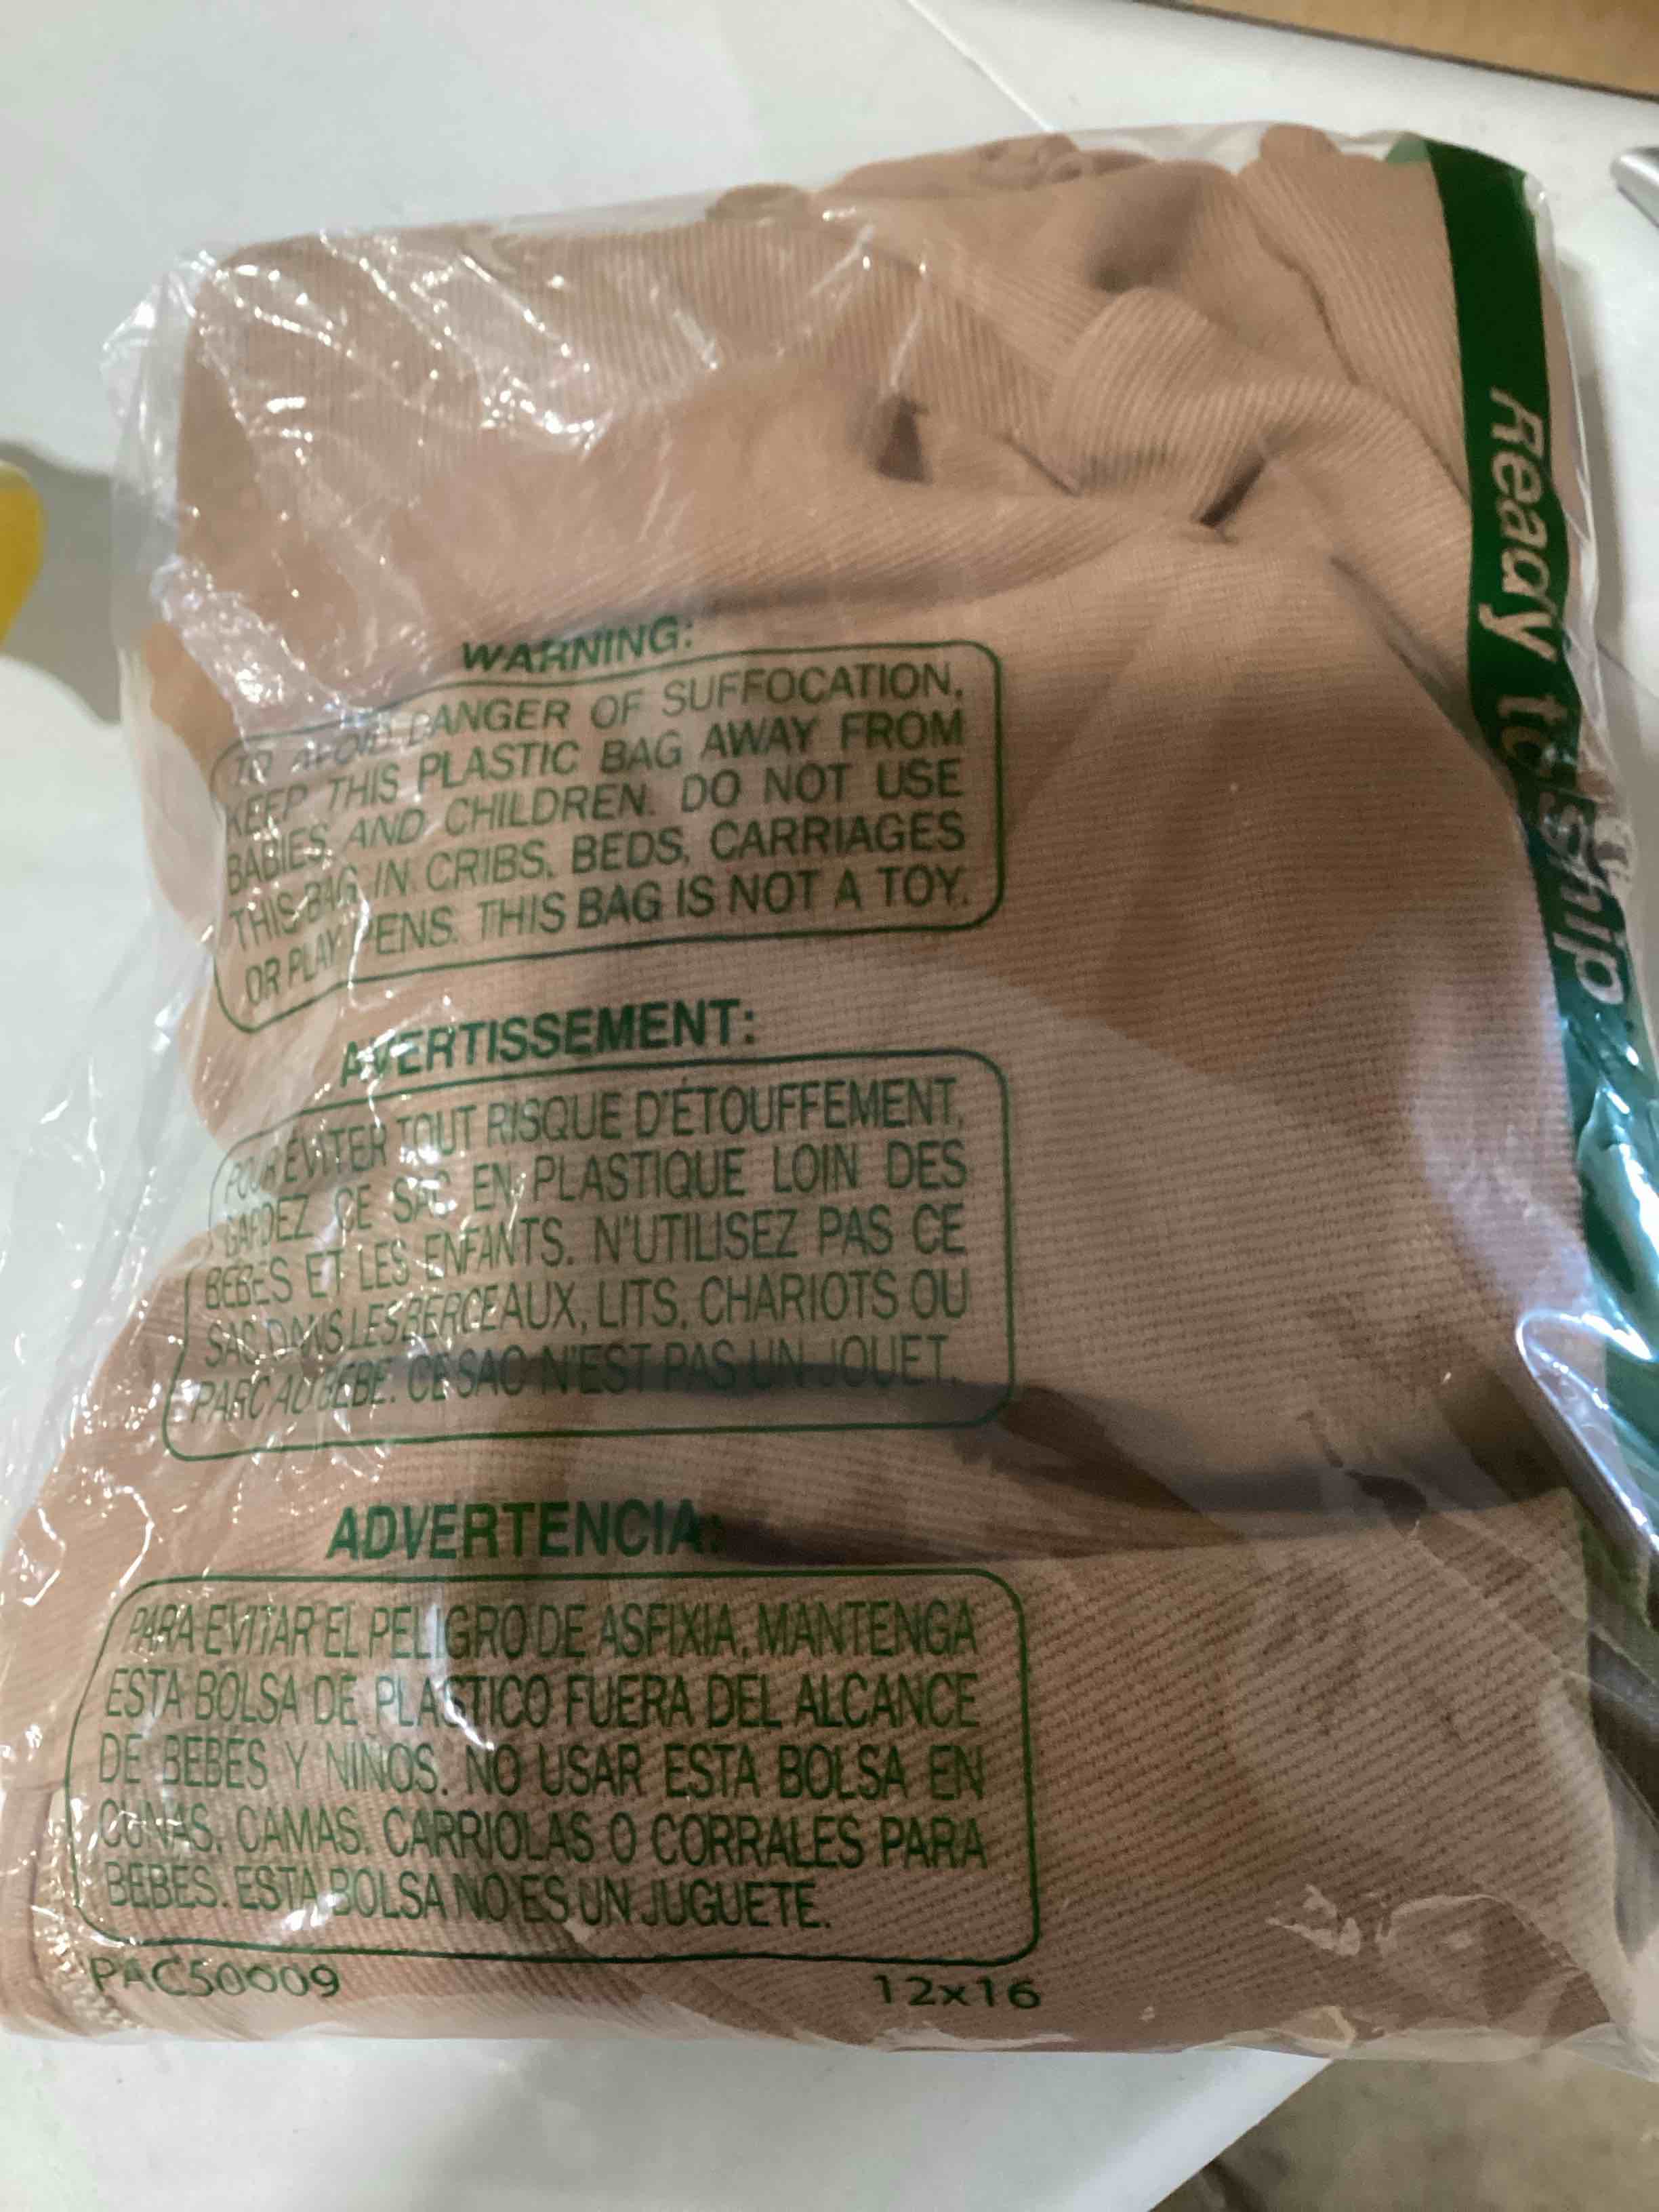 Ready to ship
WARNING:
TO AVOID DANGER OF SUFFOCATION,
KEEP THIS PLASTIC BAG AWAY FROM
BABIES AND CHILDREN. DO NOT USE
THIS BAG IN CRIBS, BEDS, CARRIAGES
OR PLAY PENS. THIS BAG IS NOT A TOY.
AVERTISSEMENT:
POUR ÉVITER TOUT RISQUE D'ÉTOUFFEMENT,
GARDEZ CE SAC EN PLASTIQUE LOIN DES
BÉBÉS ET LES ENFANTS. N'UTILISEZ PAS CE
SAC DANS LES BERCEAUX, LITS, CHARIOTS OU
PARC AU BÉBÉ. CE SAC N'EST PAS UN JOUET.
ADVERTENCIA:
PARA EVITAR EL PELIGRO DE ASFIXIA, MANTENGA
ESTA BOLSA DE PLASTICO FUERA DEL ALCANCE
DE BEBÉS Y NIÑOS. NO USAR ESTA BOLSA EN
CUNAS, CAMAS, CARRIOLAS O CORRALES PARA
BEBÉS. ESTA BOLSA NO ES UN JUGUETE.
PAC50009 12x16